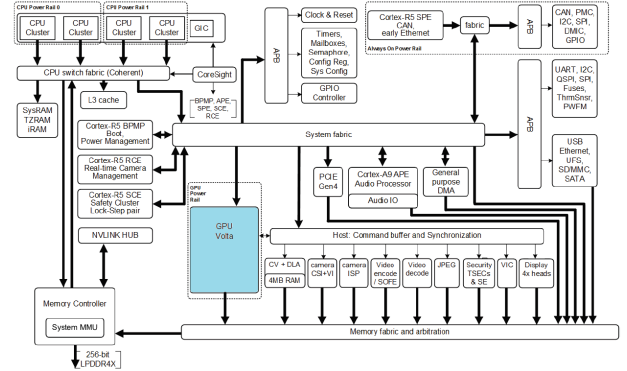 CPU Power Rail 0
CPU Power Rail 1
CPU
Cluster
CPU
Cluster
CPU
Cluster
CPU
Cluster
GIC
CPU switch fabric (Coherent)
CoreSight
L3 cache
BPMP, APE,
SPE, SCE,
RCE
SysRAM
TZRAM
iRAM
APB
Clock & Reset
Timers,
Mailboxes,
Semaphore,
Config Reg,
Sys Config
GPIO
Controller
Cortex-R5 SPE
CAN,
early Ethernet
fabric
APB
CAN, PMC,
I2C, SPI,
DMIC,
GPIO
Always On Power Rail
APB
UART, I2C,
QSPI, SPI,
Fuses,
ThrmSnsr,
PWFM
USB
Ethernet,
UFS,
SD/MMC,
SATA
Cortex-R5 BPMP
Boot,
Power Management
System fabric
Cortex-R5 RCE
Real-time Camera
Management
Cortex-R5 SCE
Safety Cluster
Lock-Step pair
NVLINK HUB
GPU
Power
Rail
GPU
Volta
PCIE
Gen4
Cortex-A9 APE
Audio Processor
Audio IO
General
purpose
DMA
Host: Command buffer and Synchronization
CV + DLA
4MB RAM
camera
CSI+VI
camera
ISP
Video
encode
/ SOFE
Video
decode
JPEG
Security
TSECs
& SE
VIC
Display
4x heads
Memory Controller
System MMU
Memory fabric and arbitration
256-bit
LPDDR4X